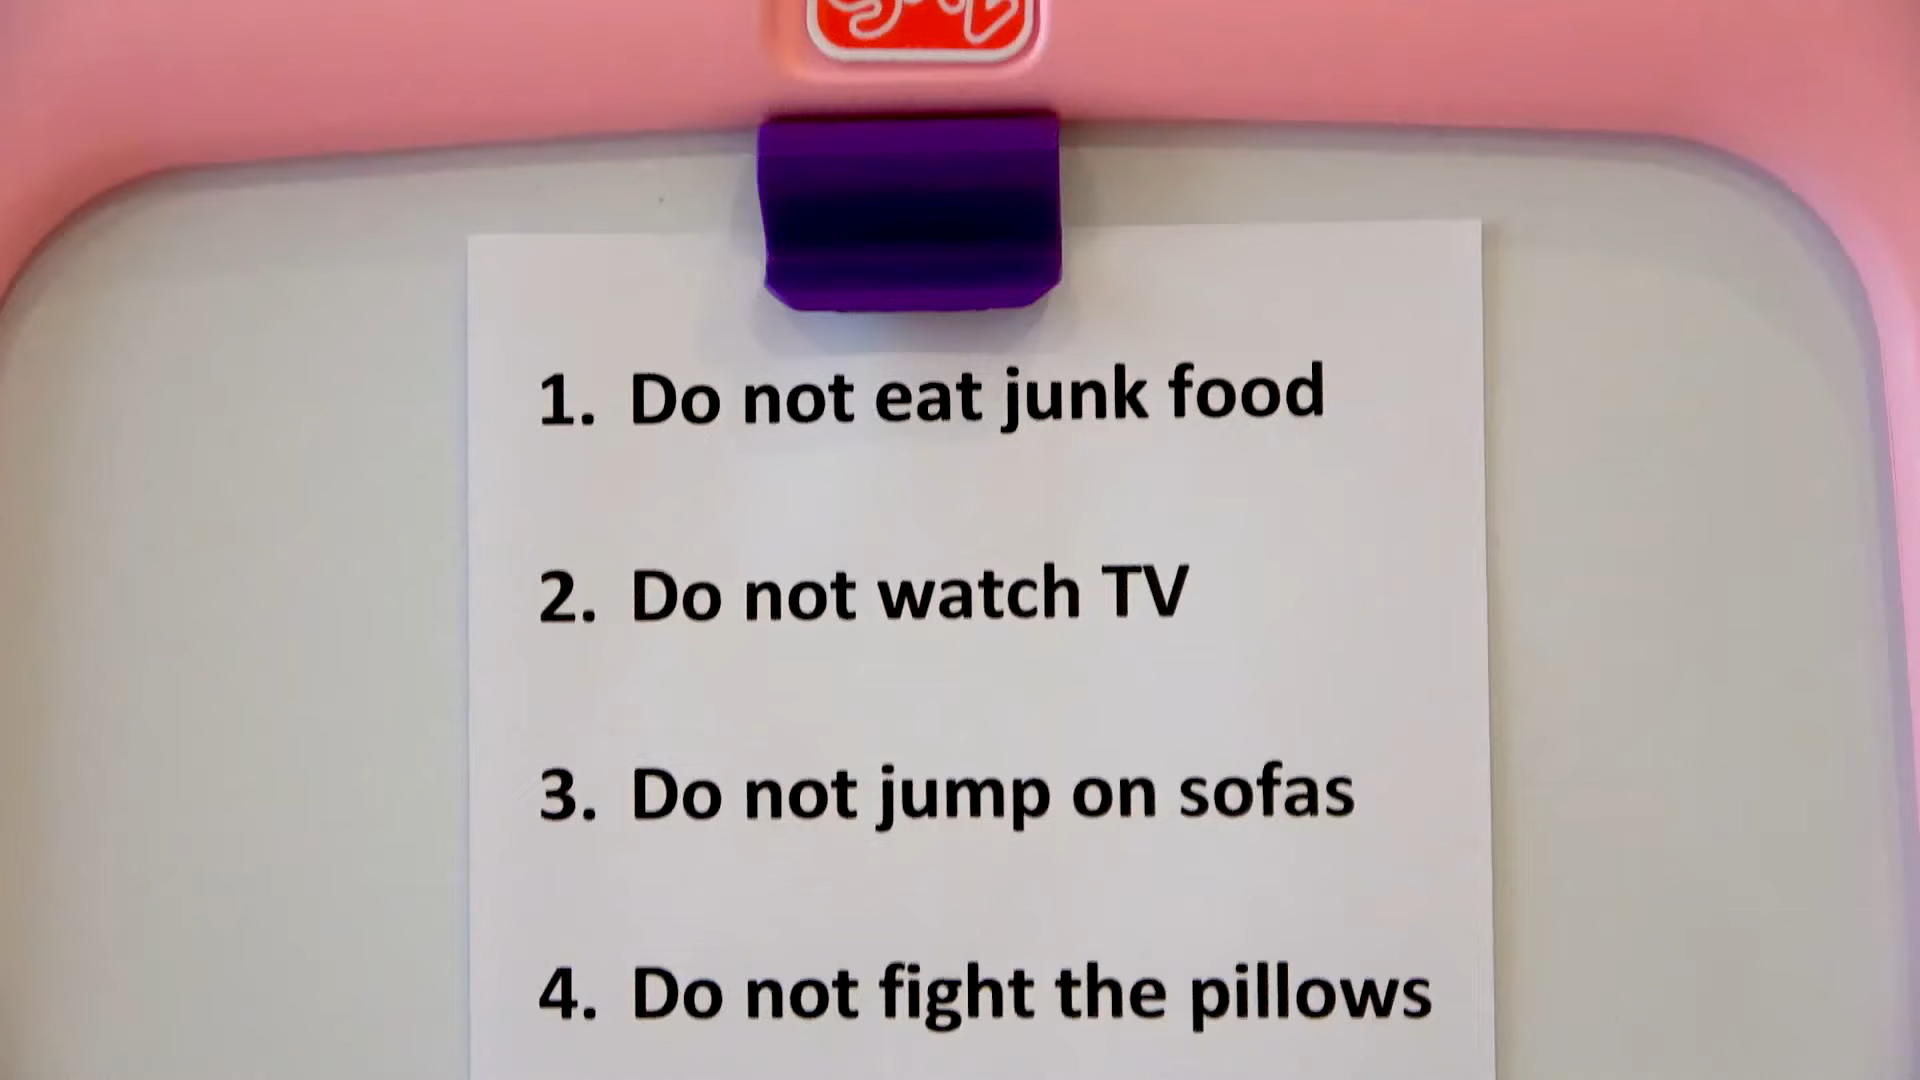 1. Do not eat junk food
2. Do not watch TV
3. Do not jump on sofas
4. Do not fight the pillows